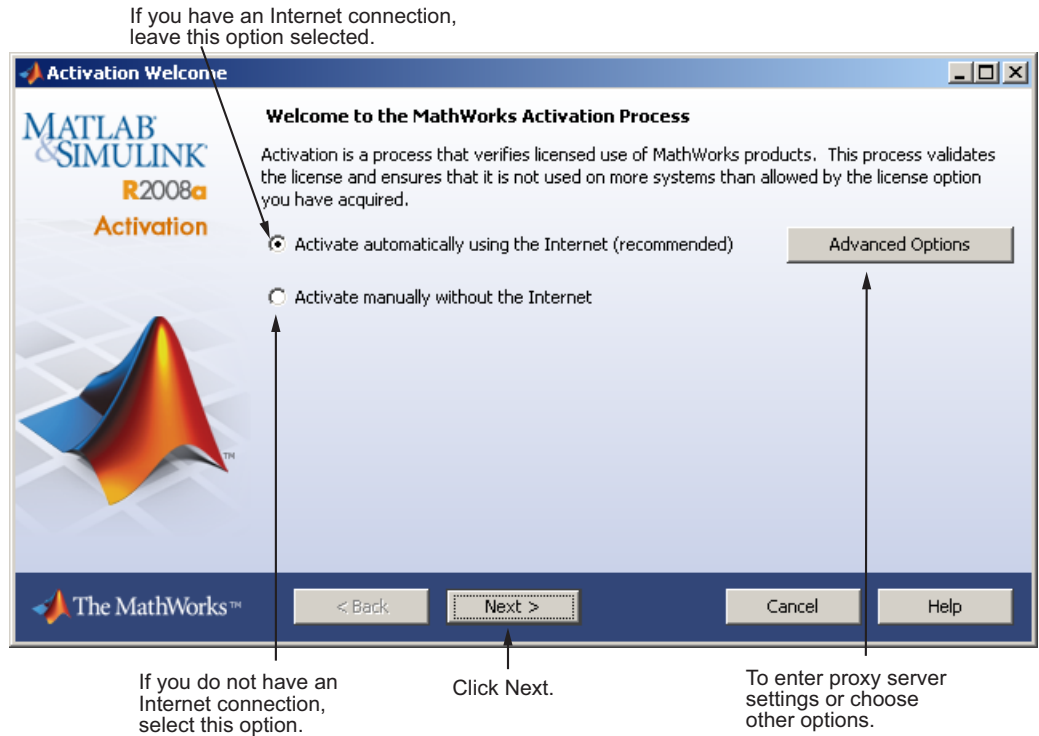 If you have an Internet connection,
leave this option selected.
Activation Welcome
MATLAB®
&SIMULINK®
R2008a
Activation
Welcome to the MathWorks Activation Process
Activation is a process that verifies licensed use of MathWorks products. This process validates
the license and ensures that it is not used on more systems than allowed by the license option
you have acquired.
Activate automatically using the Internet (recommended)
Advanced Options
Activate manually without the Internet
TM
The MathWorks™
< Back
Next >
Cancel
Help
If you do not have an
Internet connection,
select this option.
Click Next.
To enter proxy server
settings or choose
other options.